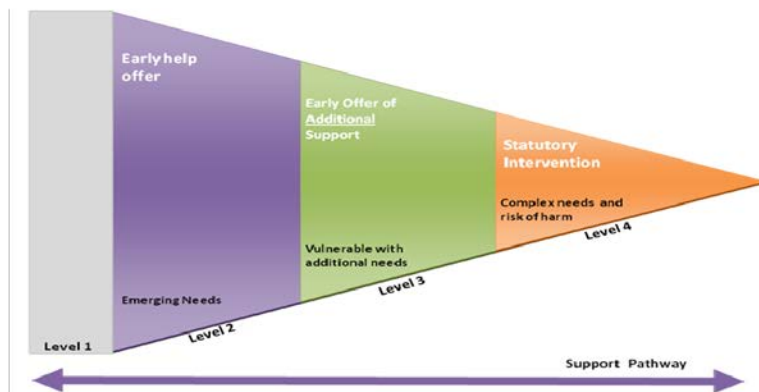 Early help
offer
Early Offer of
Additional
Support
Statutory
Intervention
Complex needs and
risk of harm
Vulnerable with
additional needs
Emerging Needs
Level 1
Level 2
Level 3
Level 4
Support Pathway